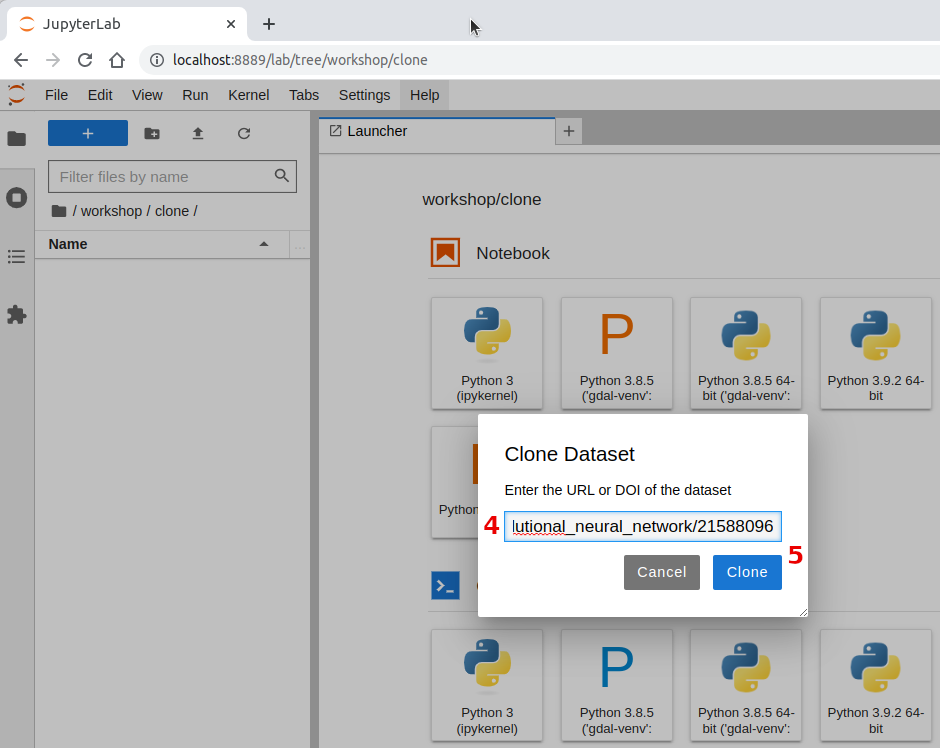 JupyterLab
localhost:8889/lab/tree/workshop/clone
File Edit View Run Kernel Tabs Settings Help
Launcher
Filter files by name
/ workshop / clone /
Name
...
workshop/clone
Notebook
Python 3
(ipykernel)
P
Python 3.8.5
('gdal-venv':
Python 3.8.5 64-
bit ('gdal-venv':
Python 3.9.2 64-
bit
Python
Clone Dataset
Enter the URL or DOI of the dataset
4
lutional_neural_network/21588096
5
Cancel
Clone
Python 3
(ipykernel)
P
Python 3.8.5
('gdal-venv':
Python 3.8.5 64-
bit ('gdal-venv':
Python 3.9.2 64-
bit